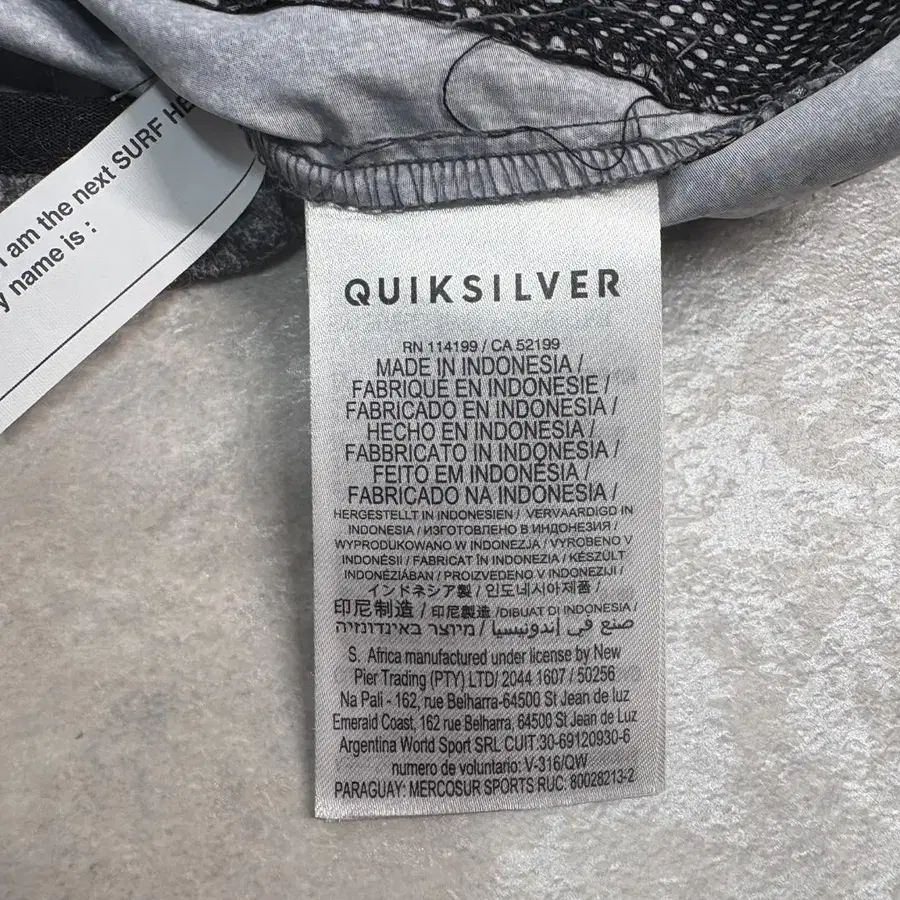 I am the next SURF HE
y name is :
QUIKSILVER
RN 114199 / CA 52199
MADE IN INDONESIA /
FABRIQUÉ EN INDONESIE /
FABRICADO EN INDONESIA /
HECHO EN INDONESIA /
FABBRICATO IN INDONESIA /
FEITO EM INDONÉSIA /
FABRICADO NA INDONESIA /
HERGESTELLT IN INDONESIEN / VERVAARDIGD IN
INDONESIA / ИЗГОТОВЛЕНО В ИНДОНЕЗИЯ /
WYPRODUKOWANO W INDONEZJA / VYROBENO V
INDONÉSII / FABRICAT ÎN INDONEZIA / KÉSZÜLT
INDONÉZIÁBAN / PROIZVEDENO V INDONEZIJI /
インドネシア製 / 인도네시아제품 /
印尼制造 / 印尼製造 /DIBUAT DI INDONESIA /
صنع في إندونيسيا / מיוצר באינדונזיה
S. Africa manufactured under license by New
Pier Trading (PTY) LTD/ 2044 1607 / 50256
Na Pali - 162, rue Belharra-64500 St Jean de luz
Emerald Coast, 162 rue Belharra, 64500 St Jean de Luz
Argentina World Sport SRL CUIT:30-69120930-6
numero de voluntario: V-316/QW
PARAGUAY: MERCOSUR SPORTS RUC: 80028213-2